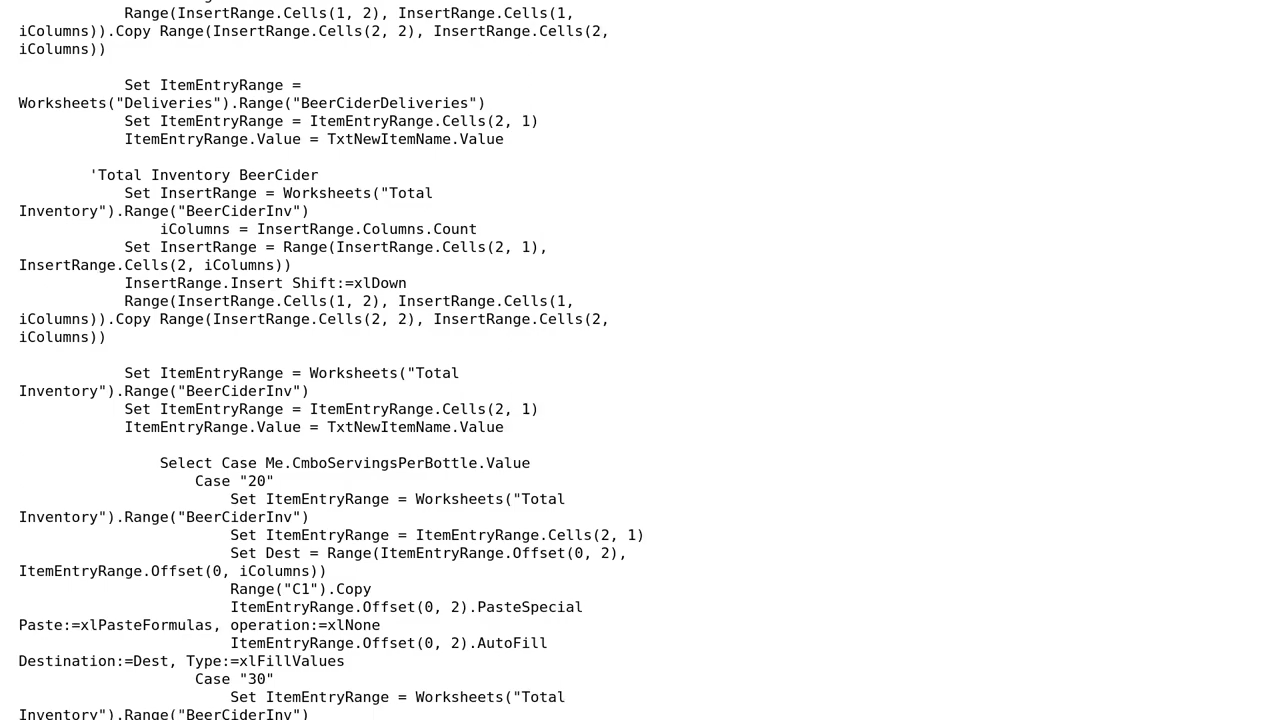 Range(InsertRange.Cells(1, 2), InsertRange.Cells(1,
iColumns)).Copy Range(InsertRange.Cells(2, 2), InsertRange.Cells(2,
iColumns))
Set ItemEntryRange =
Worksheets("Deliveries").Range("BeerCiderDeliveries")
Set ItemEntryRange = ItemEntryRange.Cells(2, 1)
ItemEntryRange.Value = TxtNewItemName.Value
'Total Inventory BeerCider
Set InsertRange = Worksheets("Total
Inventory").Range("BeerCiderInv")
iColumns = InsertRange.Columns.Count
Set InsertRange = Range(InsertRange.Cells(2, 1),
InsertRange.Cells(2, iColumns))
InsertRange.Insert Shift:=xlDown
Range(InsertRange.Cells(1, 2), InsertRange.Cells(1,
iColumns)).Copy Range(InsertRange.Cells(2, 2), InsertRange.Cells(2,
iColumns))
Set ItemEntryRange = Worksheets("Total
Inventory").Range("BeerCiderInv")
Set ItemEntryRange = ItemEntryRange.Cells(2, 1)
ItemEntryRange.Value = TxtNewItemName.Value
Select Case Me.CmboServingsPerBottle.Value
Case "20"
Set ItemEntryRange = Worksheets("Total
Inventory").Range("BeerCiderInv")
Set ItemEntryRange = ItemEntryRange.Cells(2, 1)
Set Dest = Range(ItemEntryRange.Offset(0, 2),
ItemEntryRange.Offset(0, iColumns))
Range("C1").Copy
ItemEntryRange.Offset(0, 2).PasteSpecial
Paste:=xlPasteFormulas, operation:=xlNone
ItemEntryRange.Offset(0, 2).AutoFill
Destination:=Dest, Type:=xlFillValues
Case "30"
Set ItemEntryRange = Worksheets("Total
Inventory").Range("BeerCiderInv")